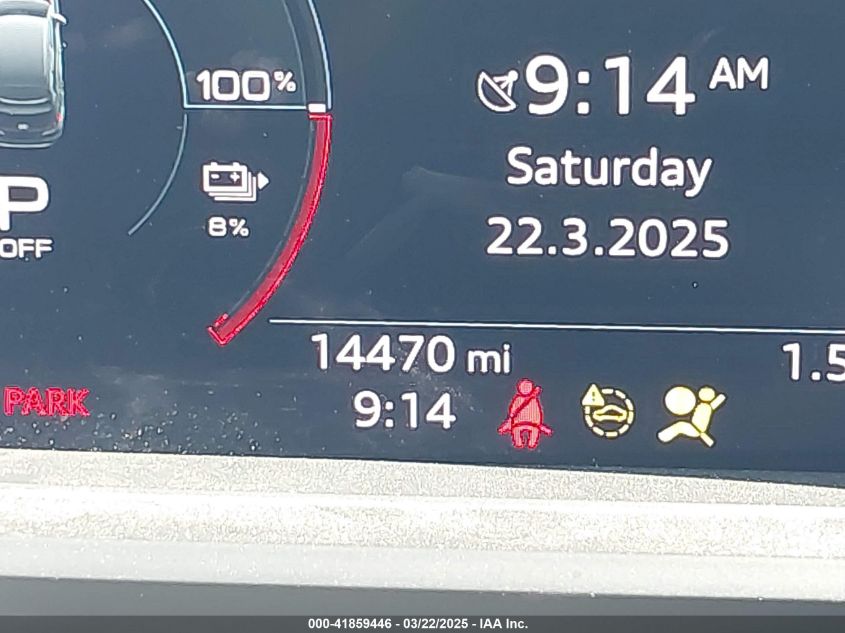 100%
9:14 AM
Saturday
8%
P
OFF
22.3.2025
14470 mi
1.5
PARK
9:14
000-41859446 - 03/22/2025 - IAA Inc.